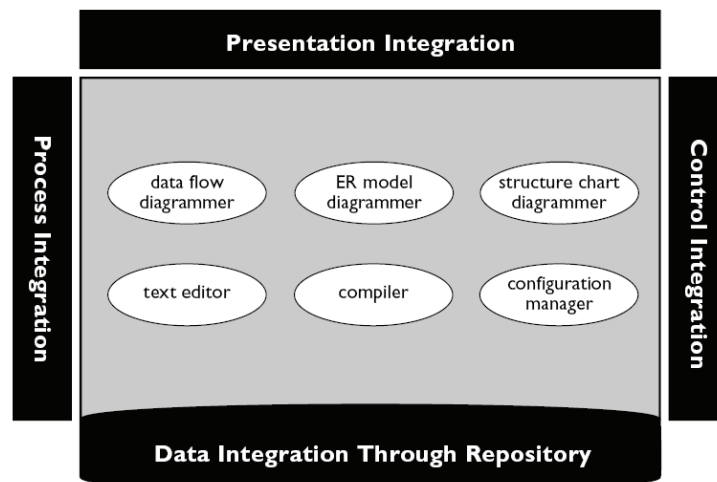 Presentation Integration
Process Integration
data flow
diagrammer
ER model
diagrammer
structure chart
diagrammer
text editor
compiler
configuration
manager
Control Integration
Data Integration Through Repository